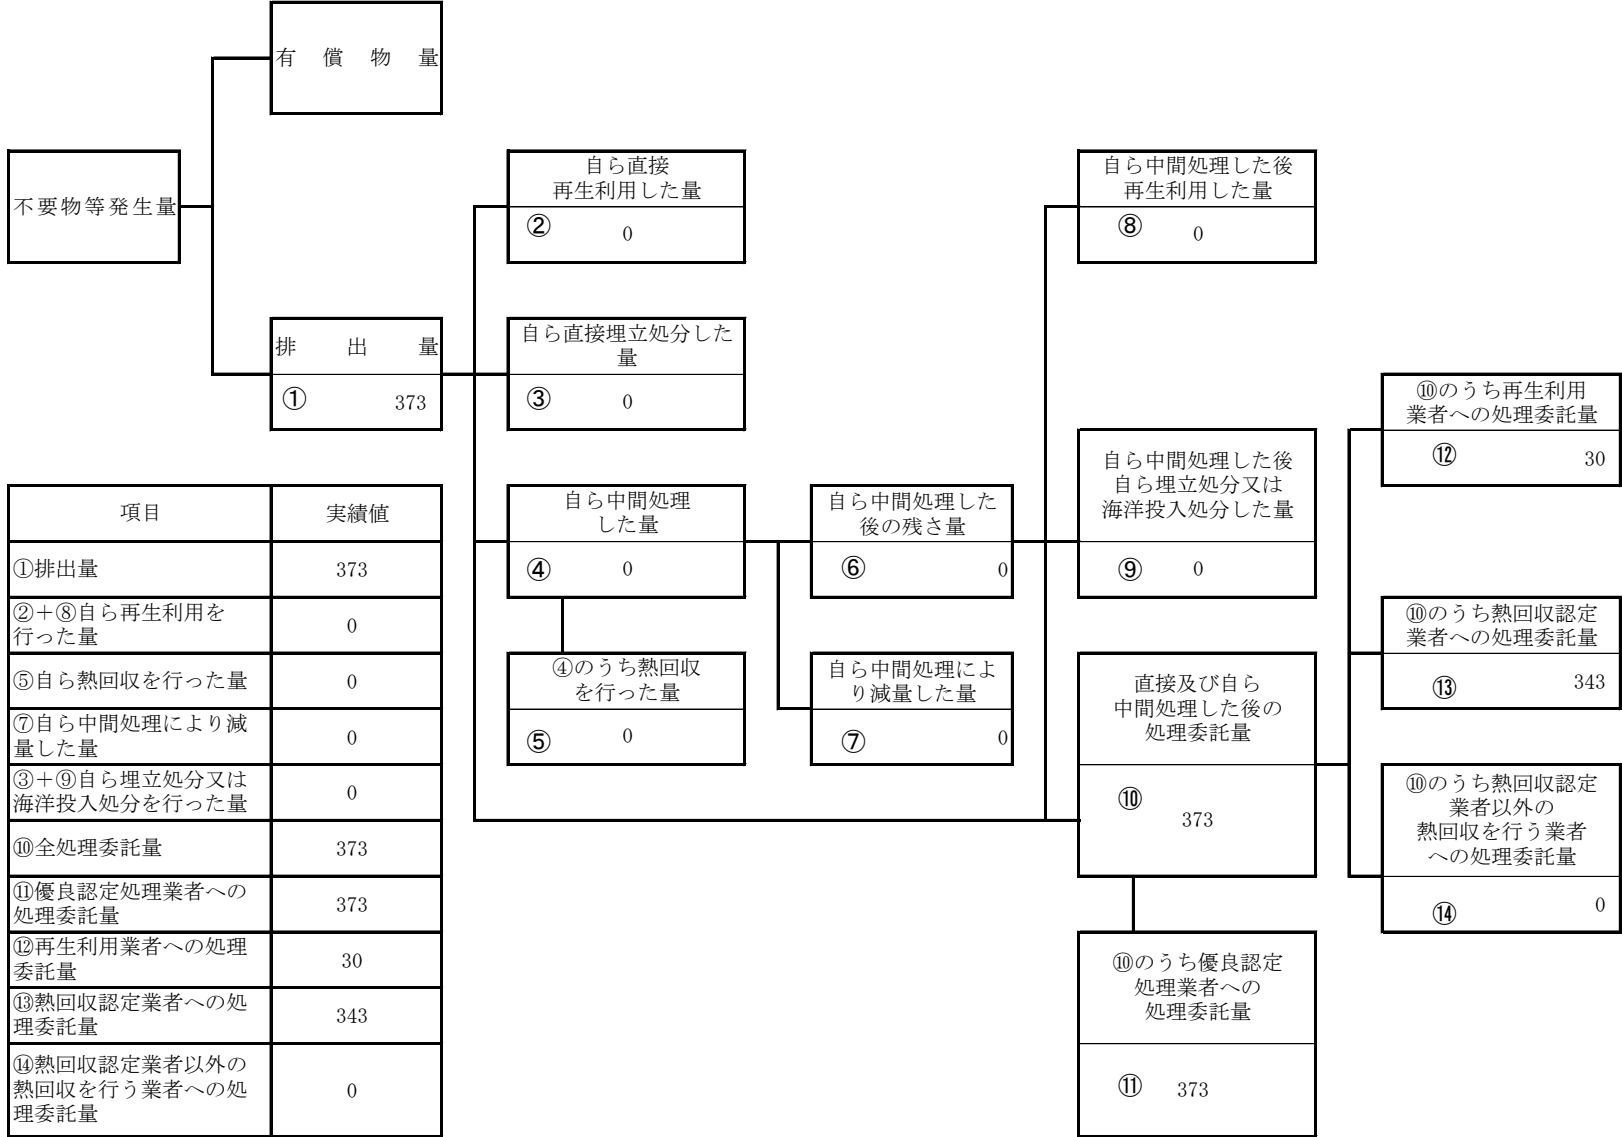 有償物量
不要物等発生量
排出量
① 373
自ら直接
再生利用した量
② 0
自ら直接埋立処分した
量
③ 0
自ら中間処理
した量
④ 0
④のうち熱回収
を行った量
⑤ 0
自ら中間処理した
後の残さ量
⑥ 0
自ら中間処理によ
り減量した量
⑦ 0
自ら中間処理した後
再生利用した量
⑧ 0
自ら中間処理した後
自ら埋立処分又は
海洋投入処分した量
⑨ 0
直接及び自ら
中間処理した後の
処理委託量
⑩ 373
⑩のうち優良認定
処理業者への
処理委託量
⑪ 373
⑩のうち再生利用
業者への処理委託量
⑫ 30
⑩のうち熱回収認定
業者への処理委託量
⑬ 343
⑩のうち熱回収認定
業者以外の
熱回収を行う業者
への処理委託量
⑭ 0
項目 実績値
①排出量 373
②+⑧自ら再生利用を
行った量 0
⑤自ら熱回収を行った量 0
⑦自ら中間処理により減
量した量 0
③+⑨自ら埋立処分又は
海洋投入処分を行った量 0
⑩全処理委託量 373
⑪優良認定処理業者への
処理委託量 373
⑫再生利用業者への処理
委託量 30
⑬熱回収認定業者への処
理委託量 343
⑭熱回収認定業者以外の
熱回収を行う業者への処
理委託量 0